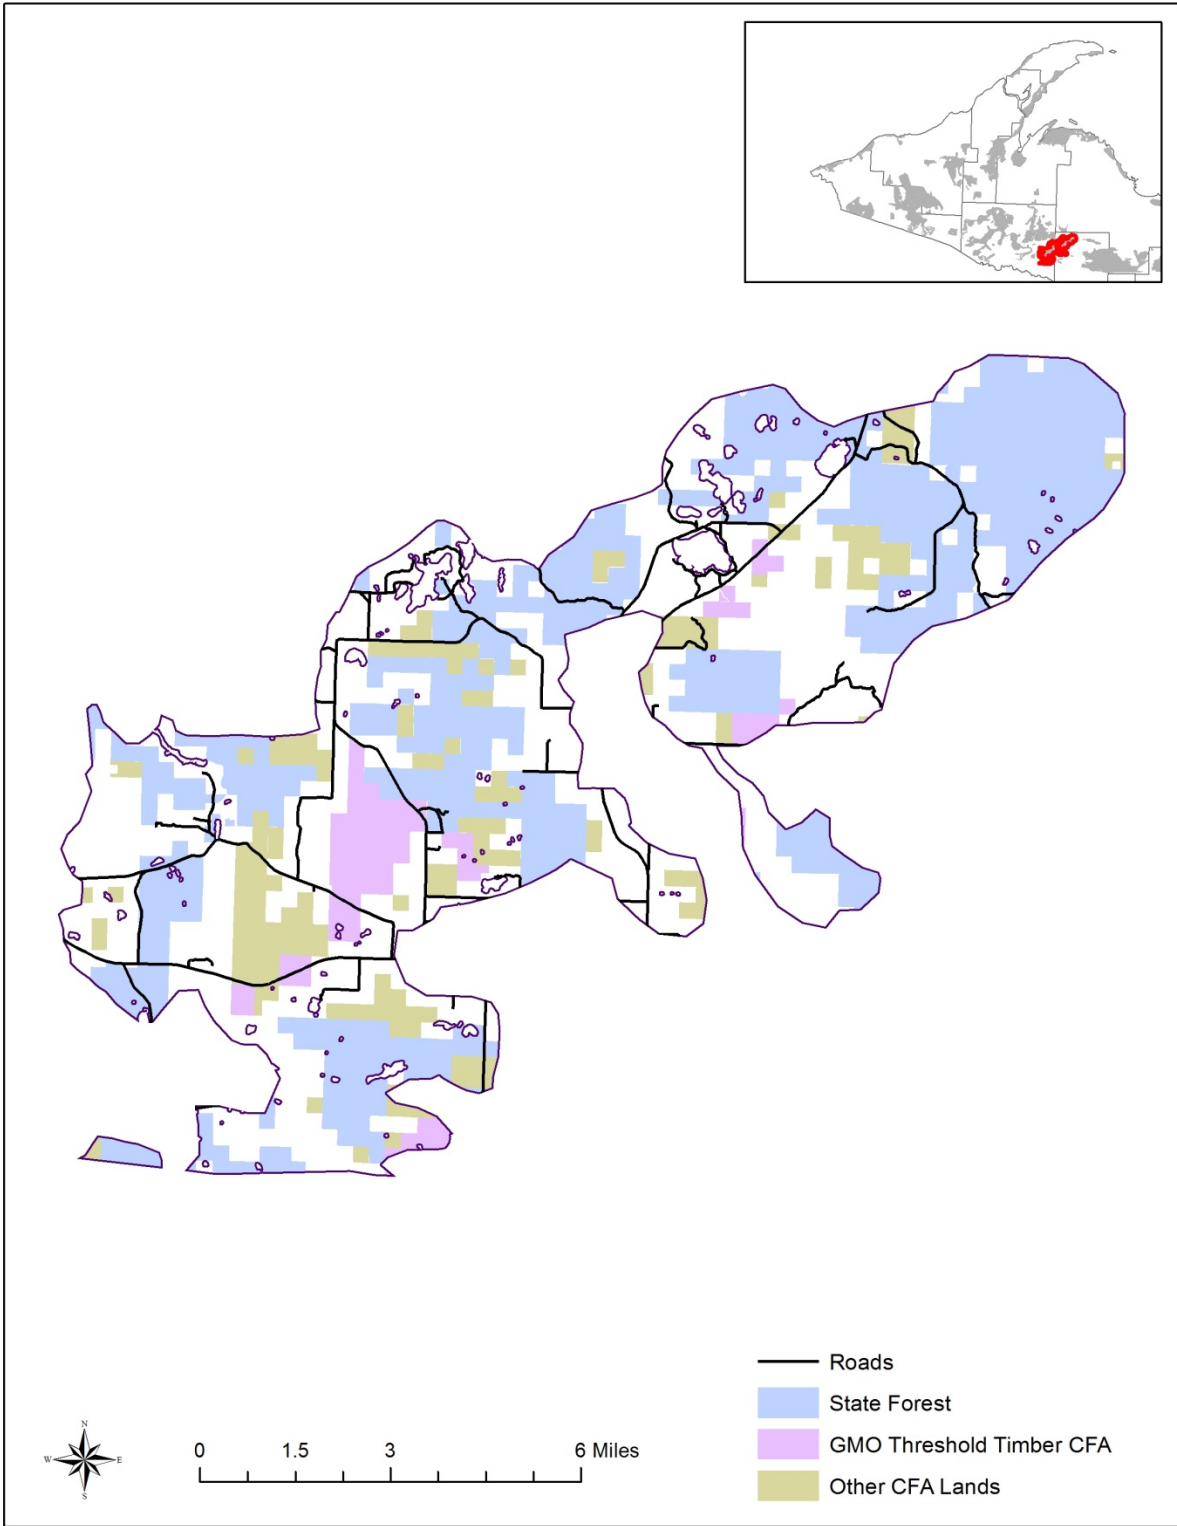 Roads
State Forest
GMO Threshold Timber CFA
Other CFA Lands
N
W E
S
0 1.5 3 6 Miles